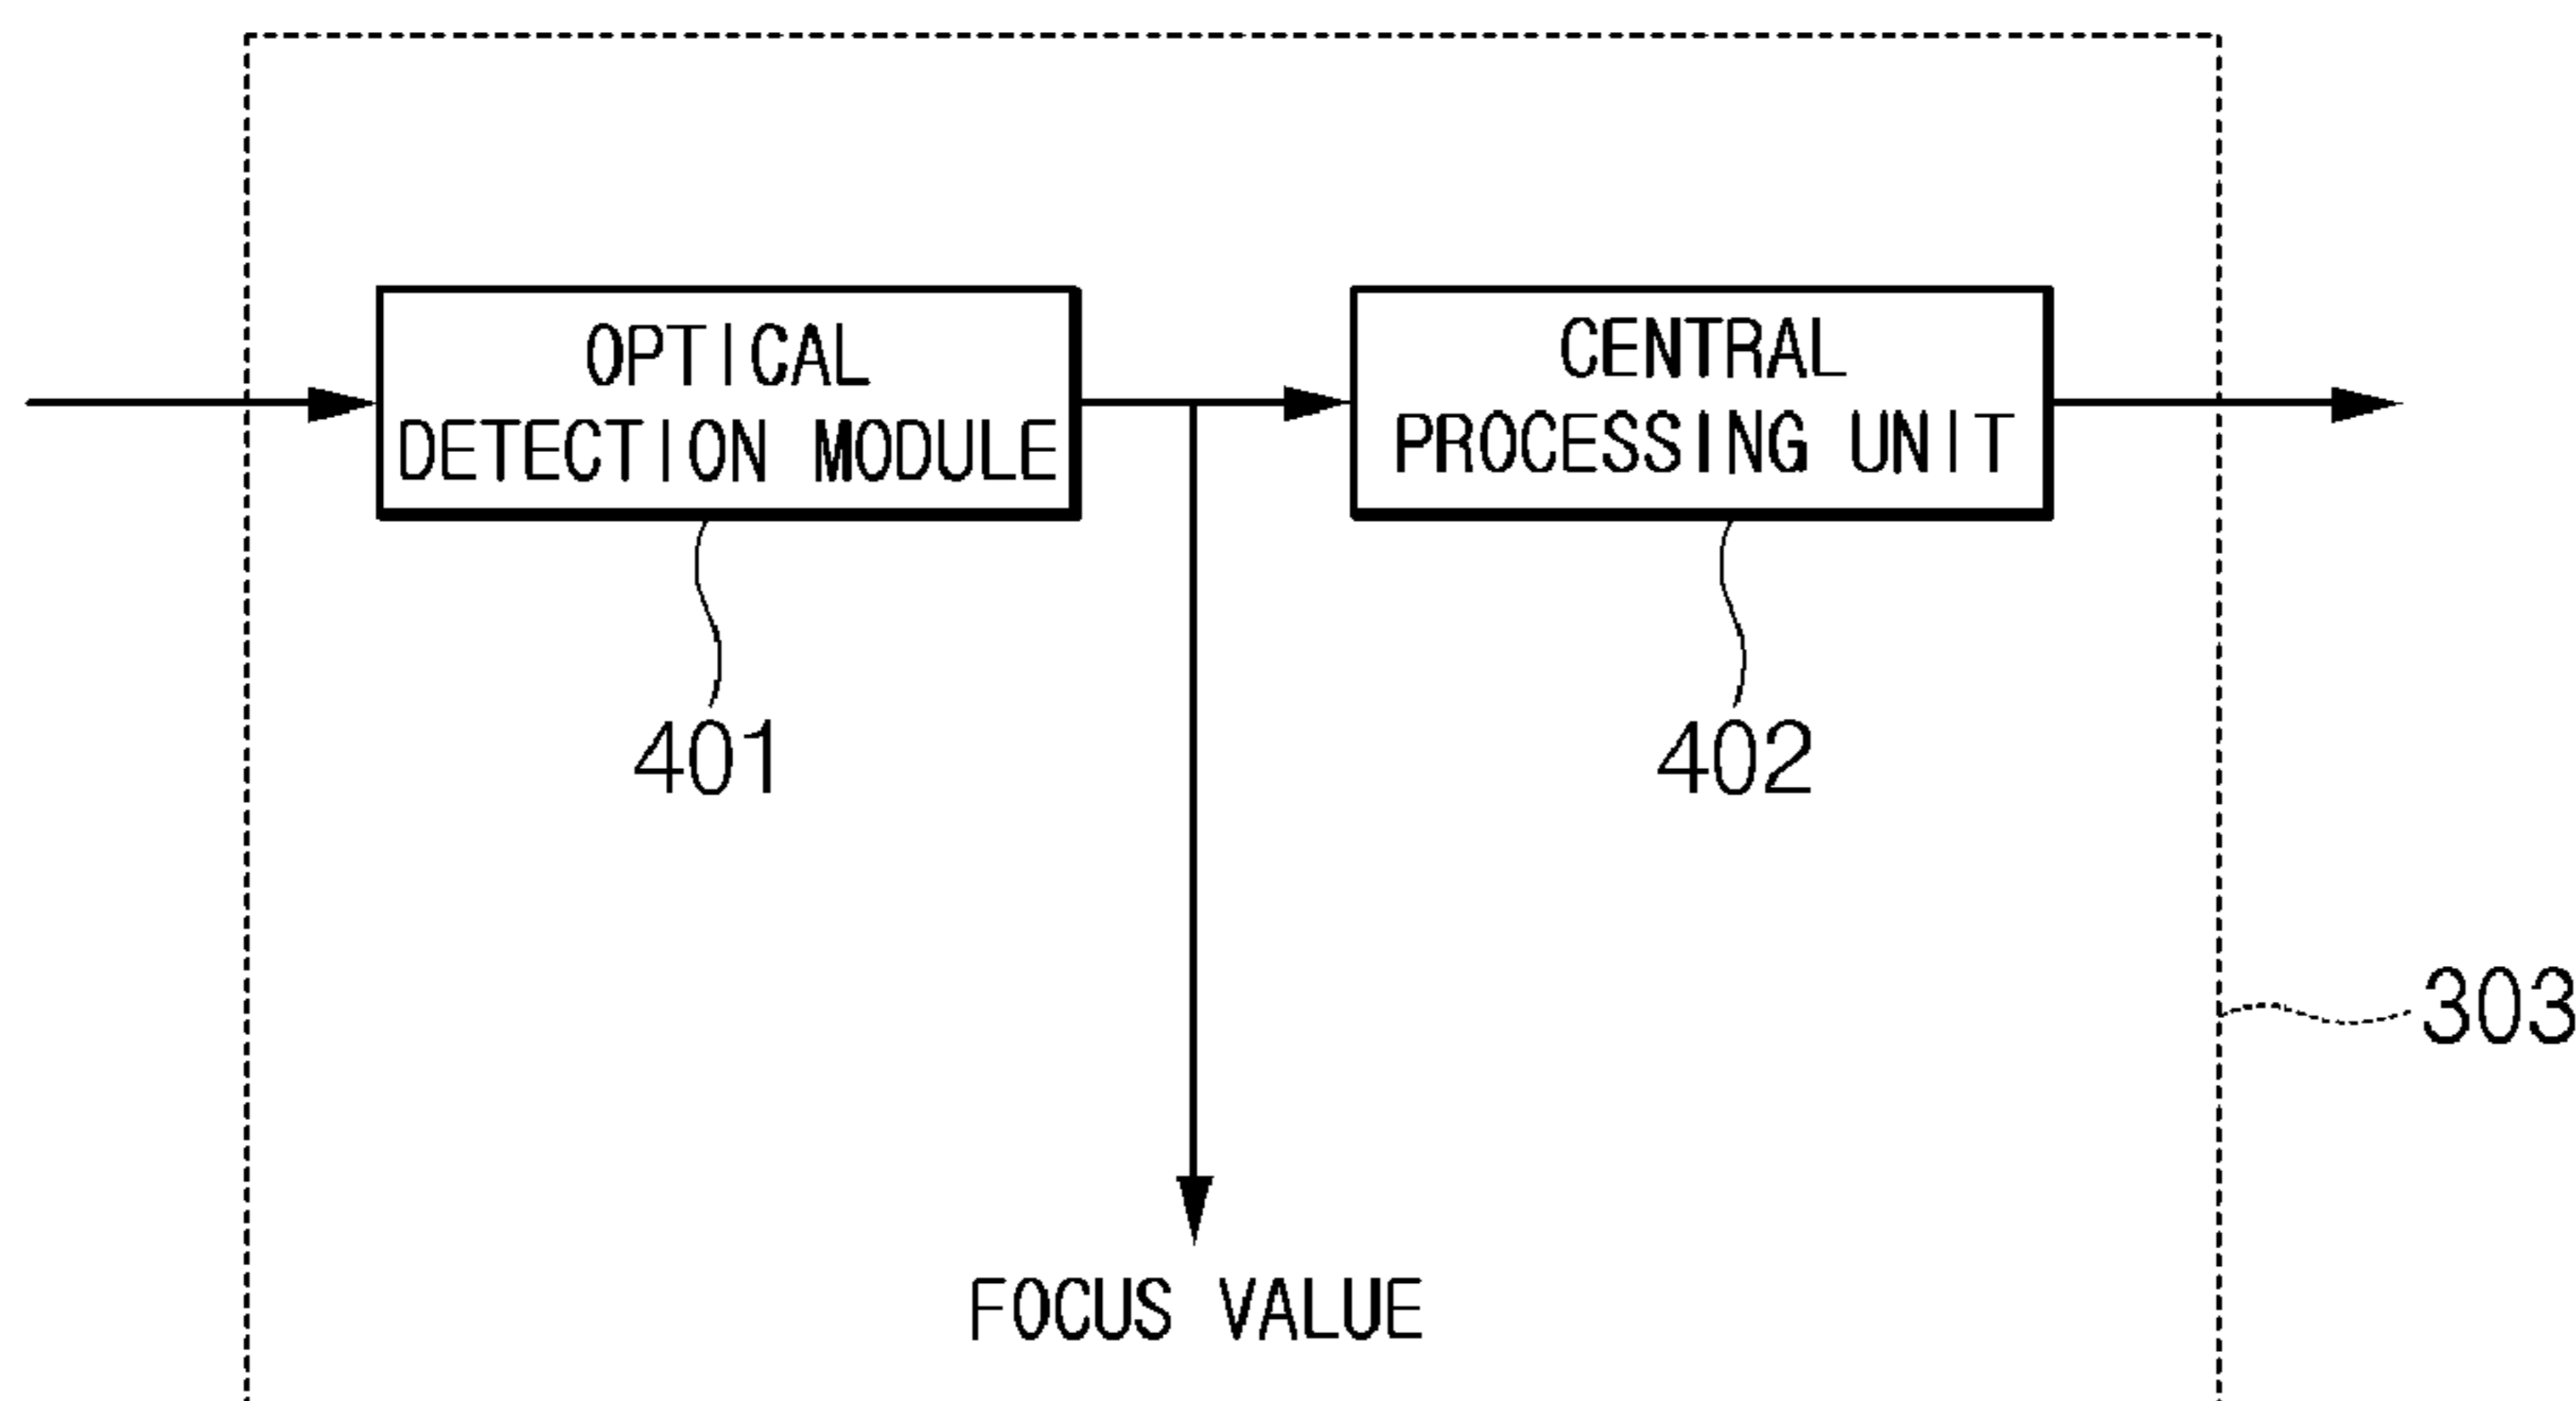 OPTICAL
DETECTION MODULE
CENTRAL
PROCESSING UNIT
401
402
303
FOCUS VALUE